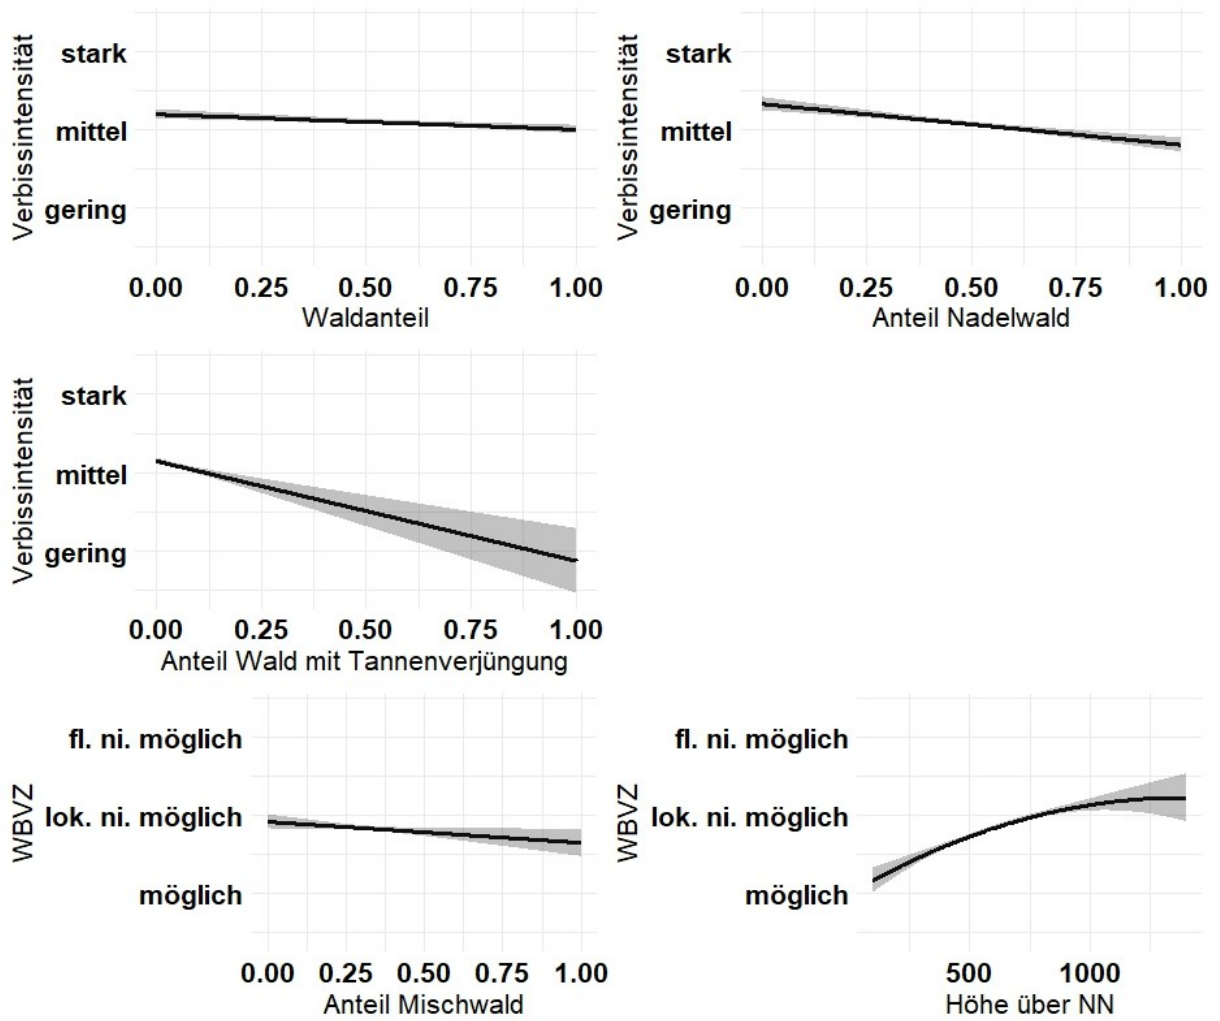 Verbissintensität
stark
mittel
gering
0.00 0.25 0.50 0.75 1.00
Waldanteil
Verbissintensität
stark
mittel
gering
0.00 0.25 0.50 0.75 1.00
Anteil Nadelwald
Verbissintensität
stark
mittel
gering
0.00 0.25 0.50 0.75 1.00
Anteil Wald mit Tannenverjüngung
WBVZ
fl. ni. möglich
lok. ni. möglich
möglich
0.00 0.25 0.50 0.75 1.00
Anteil Mischwald
WBVZ
fl. ni. möglich
lok. ni. möglich
möglich
500 1000
Höhe über NN